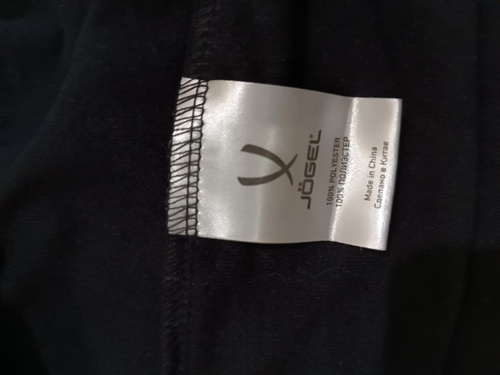 JÖGEL
100% POLYESTER
100% ПОЛИЭСТЕР
Made in China
Сделано в Китае